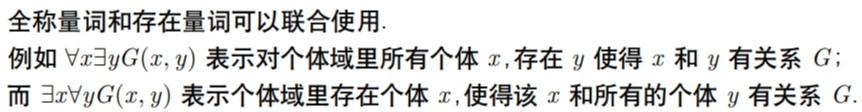 全称量词和存在量词可以联合使用.
例如 ∀x∃yG(x, y) 表示对个体域里所有个体 x,存在 y 使得 x 和 y 有关系 G;
而 ∃x∀yG(x, y) 表示个体域里存在个体 x,使得该 x 和所有的个体 y 有关系 G.